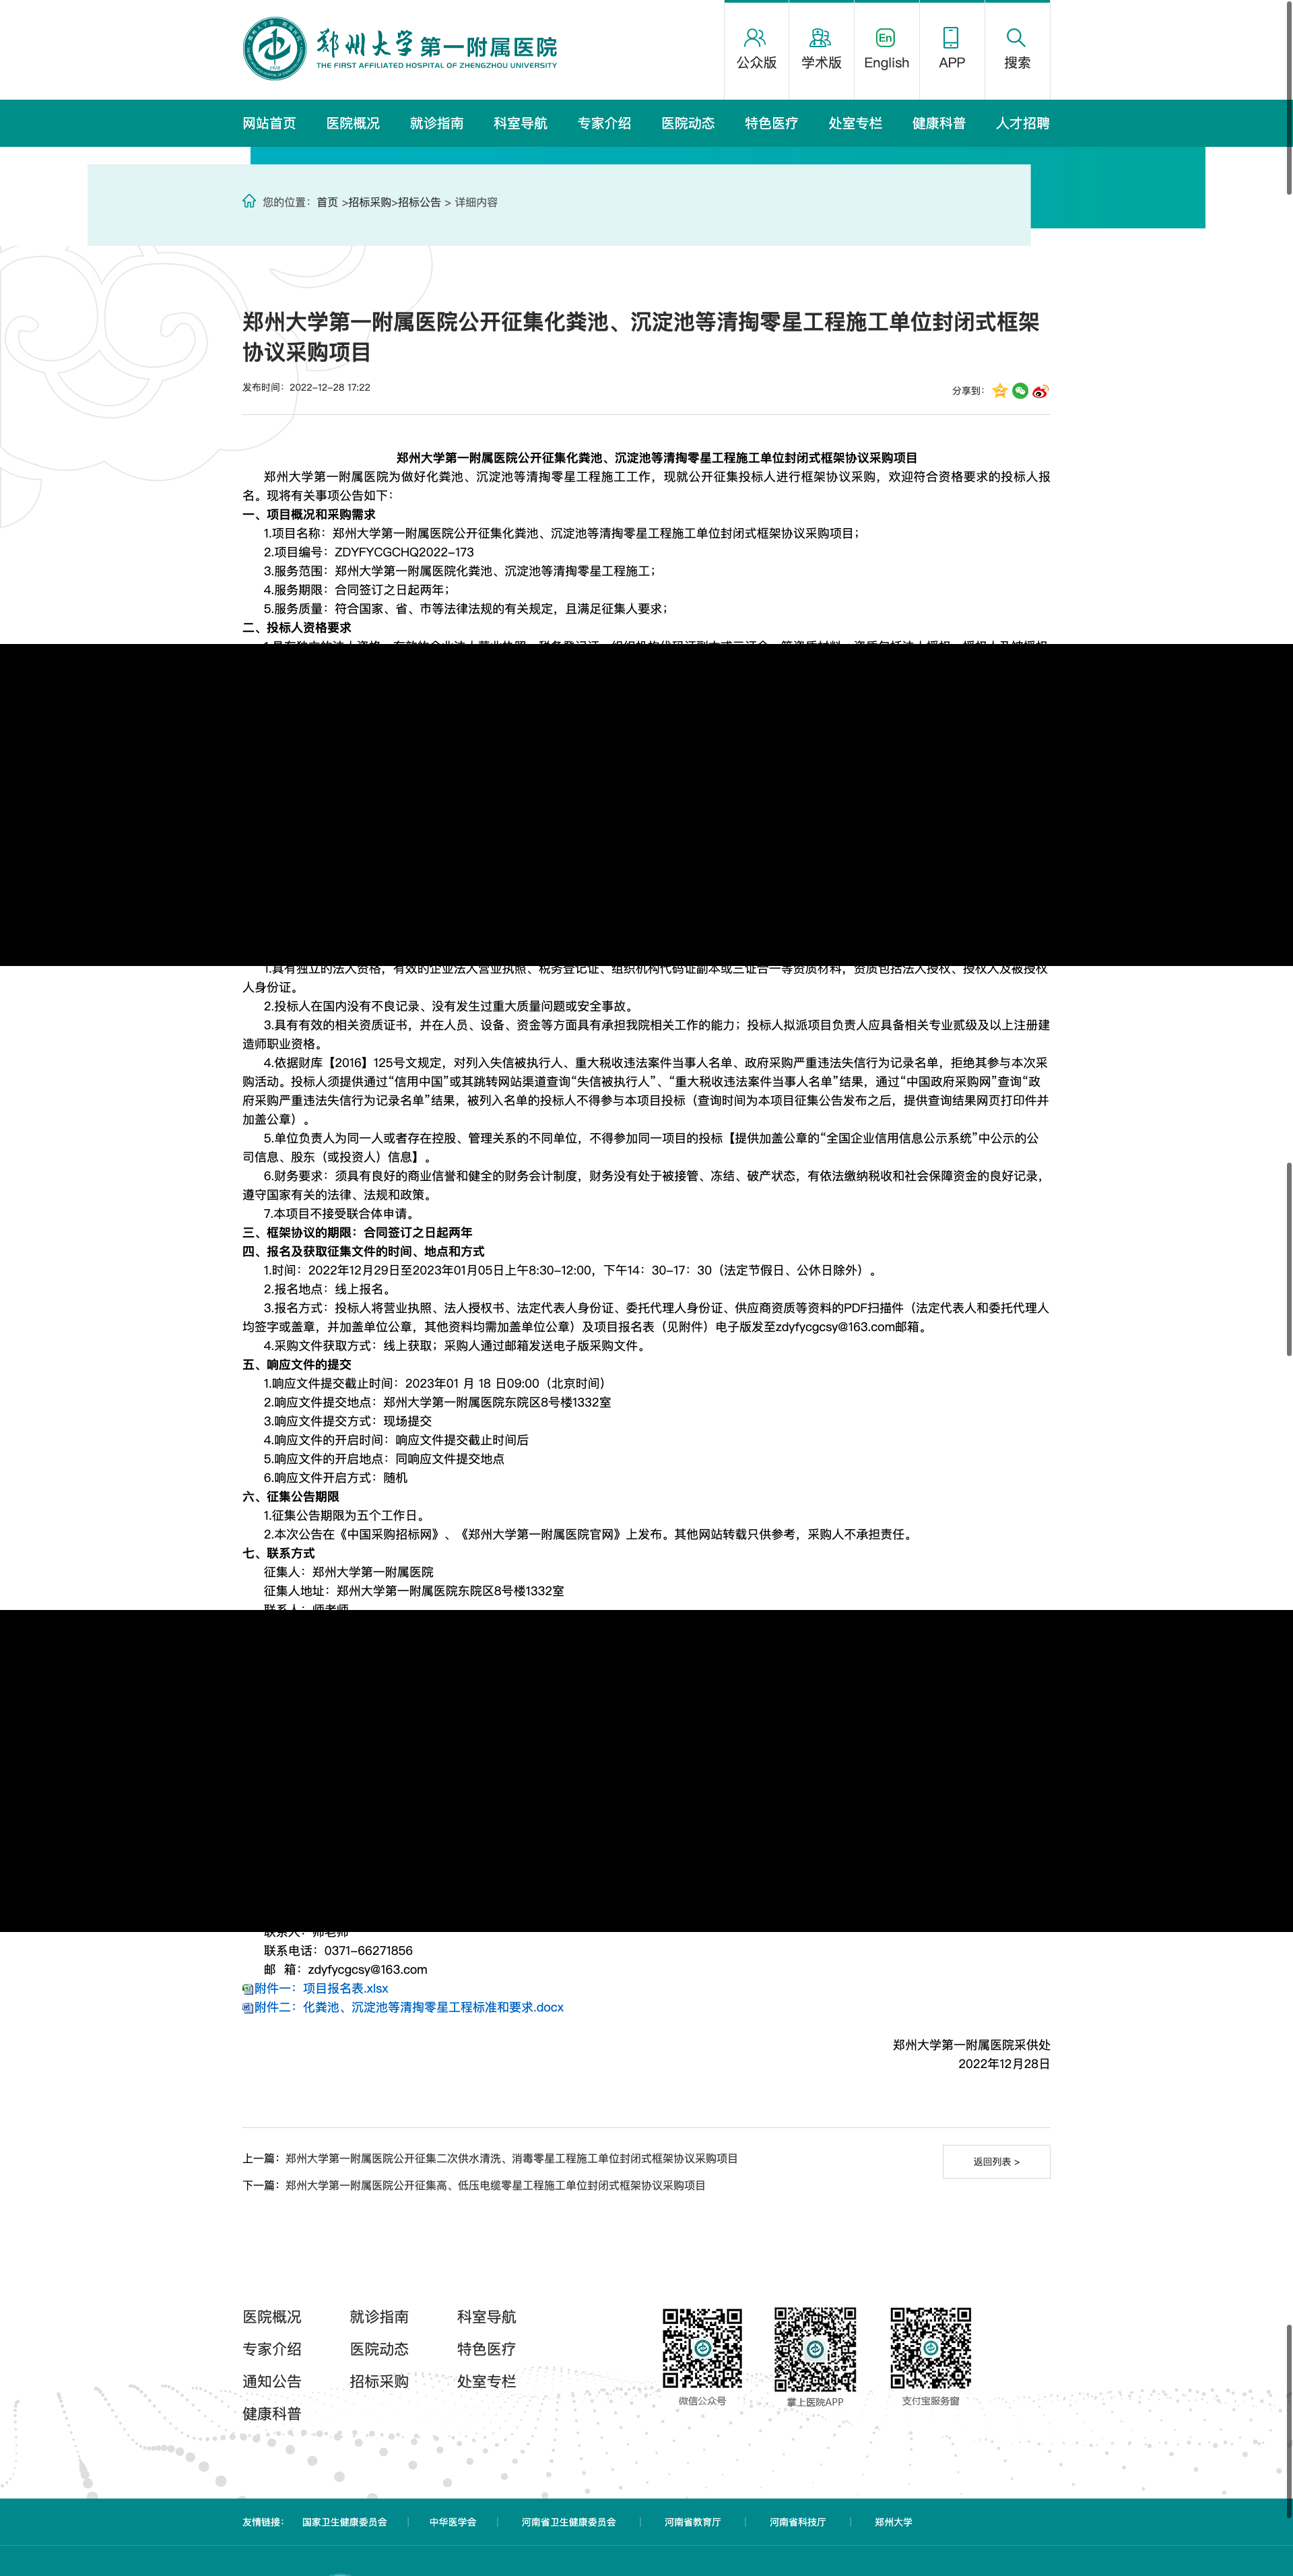 郑州大学第一附属医院
THE FIRST AFFILIATED HOSPITAL OF ZHENGZHOU UNIVERSITY
公众版 学术版 English APP 搜索
网站首页 医院概况 就诊指南 科室导航 专家介绍 医院动态 特色医疗 处室专栏 健康科普 人才招聘
您的位置：首页 >招标采购>招标公告 > 详细内容
郑州大学第一附属医院公开征集化粪池、沉淀池等清掏零星工程施工单位封闭式框架
协议采购项目
发布时间：2022-12-28 17:22
分享到：
郑州大学第一附属医院公开征集化粪池、沉淀池等清掏零星工程施工单位封闭式框架协议采购项目
郑州大学第一附属医院为做好化粪池、沉淀池等清掏零星工程施工工作，现就公开征集投标人进行框架协议采购，欢迎符合资格要求的投标人报
名。现将有关事项公告如下：
一、项目概况和采购需求
1.项目名称：郑州大学第一附属医院公开征集化粪池、沉淀池等清掏零星工程施工单位封闭式框架协议采购项目；
2.项目编号：ZDYFYCGCHQ2022-173
3.服务范围：郑州大学第一附属医院化粪池、沉淀池等清掏零星工程施工；
4.服务期限：合同签订之日起两年；
5.服务质量：符合国家、省、市等法律法规的有关规定，且满足征集人要求；
二、投标人资格要求
1.具有独立的法人资格，有效的企业法人营业执照、税务登记证、组织机构代码证副本或三证合一等资质材料，资质包括法人授权、授权人及被授权
人身份证。
2.投标人在国内没有不良记录、没有发生过重大质量问题或安全事故。
3.具有有效的相关资质证书，并在人员、设备、资金等方面具有承担我院相关工作的能力；投标人拟派项目负责人应具备相关专业贰级及以上注册建
造师职业资格。
4.依据财库【2016】125号文规定，对列入失信被执行人、重大税收违法案件当事人名单、政府采购严重违法失信行为记录名单，拒绝其参与本次采
购活动。投标人须提供通过“信用中国”或其跳转网站渠道查询“失信被执行人”、“重大税收违法案件当事人名单”结果，通过“中国政府采购网”查询“政
府采购严重违法失信行为记录名单”结果，被列入名单的投标人不得参与本项目投标（查询时间为本项目征集公告发布之后，提供查询结果网页打印件并
加盖公章）。
5.单位负责人为同一人或者存在控股、管理关系的不同单位，不得参加同一项目的投标【提供加盖公章的“全国企业信用信息公示系统”中公示的公
司信息、股东（或投资人）信息】。
6.财务要求：须具有良好的商业信誉和健全的财务会计制度，财务没有处于被接管、冻结、破产状态，有依法缴纳税收和社会保障资金的良好记录，
遵守国家有关的法律、法规和政策。
7.本项目不接受联合体申请。
三、框架协议的期限：合同签订之日起两年
四、报名及获取征集文件的时间、地点和方式
1.时间：2022年12月29日至2023年01月05日上午8:30-12:00，下午14：30-17：30（法定节假日、公休日除外）。
2.报名地点：线上报名。
3.报名方式：投标人将营业执照、法人授权书、法定代表人身份证、委托代理人身份证、供应商资质等资料的PDF扫描件（法定代表人和委托代理人
均签字或盖章，并加盖单位公章，其他资料均需加盖单位公章）及项目报名表（见附件）电子版发至zdyfycgcsy@163.com邮箱。
4.采购文件获取方式：线上获取；采购人通过邮箱发送电子版采购文件。
五、响应文件的提交
1.响应文件提交截止时间：2023年01 月 18 日09:00（北京时间）
2.响应文件提交地点：郑州大学第一附属医院东院区8号楼1332室
3.响应文件提交方式：现场提交
4.响应文件的开启时间：响应文件提交截止时间后
5.响应文件的开启地点：同响应文件提交地点
6.响应文件开启方式：随机
六、征集公告期限
1.征集公告期限为五个工作日。
2.本次公告在《中国采购招标网》、《郑州大学第一附属医院官网》上发布。其他网站转载只供参考，采购人不承担责任。
七、联系方式
征集人：郑州大学第一附属医院
征集人地址：郑州大学第一附属医院东院区8号楼1332室
联系人：师老师
联系电话：0371-66271856
邮 箱：zdyfycgcsy@163.com
附件一：项目报名表.xlsx
附件二：化粪池、沉淀池等清掏零星工程标准和要求.docx
郑州大学第一附属医院采供处
2022年12月28日
上一篇：郑州大学第一附属医院公开征集二次供水清洗、消毒零星工程施工单位封闭式框架协议采购项目
返回列表 >
下一篇：郑州大学第一附属医院公开征集高、低压电缆零星工程施工单位封闭式框架协议采购项目
医院概况 就诊指南 科室导航
专家介绍 医院动态 特色医疗
通知公告 招标采购 处室专栏
健康科普
微信公众号 掌上医院APP 支付宝服务窗
友情链接： 国家卫生健康委员会 | 中华医学会 | 河南省卫生健康委员会 | 河南省教育厅 | 河南省科技厅 | 郑州大学